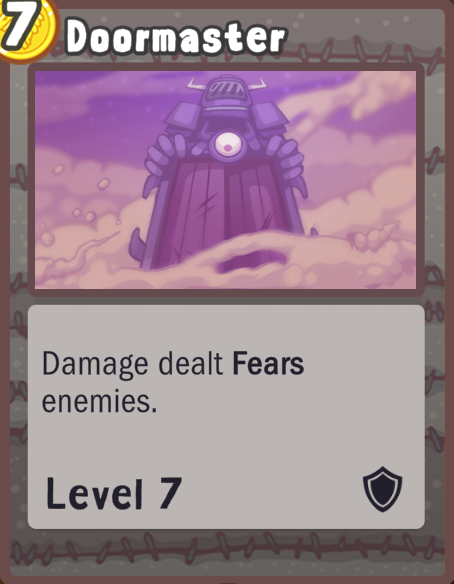 7
Doormaster
Damage dealt Fears
enemies.
Level 7